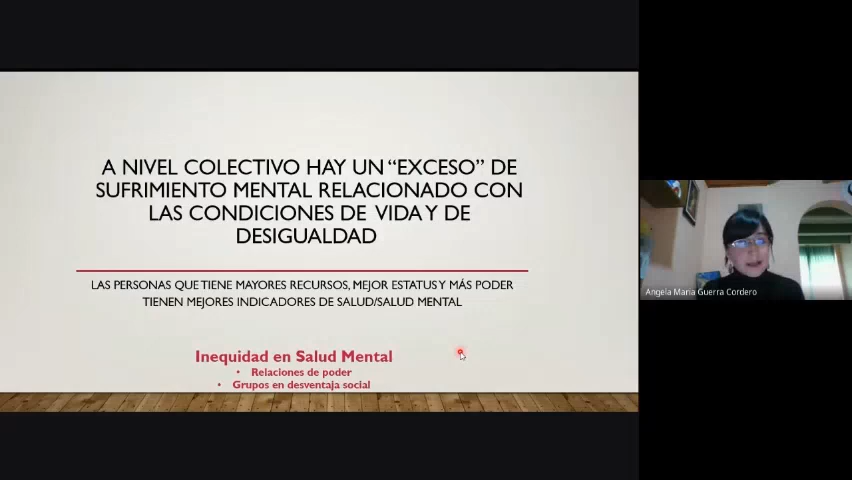 A NIVEL COLECTIVO HAY UN “EXCESO” DE
SUFRIMIENTO MENTAL RELACIONADO CON
LAS CONDICIONES DE VIDA Y DE
DESIGUALDAD
LAS PERSONAS QUE TIENE MAYORES RECURSOS, MEJOR ESTATUS Y MÁS PODER
TIENEN MEJORES INDICADORES DE SALUD/SALUD MENTAL
Inequidad en Salud Mental
• Relaciones de poder
• Grupos en desventaja social
Angela Maria Guerra Cordero